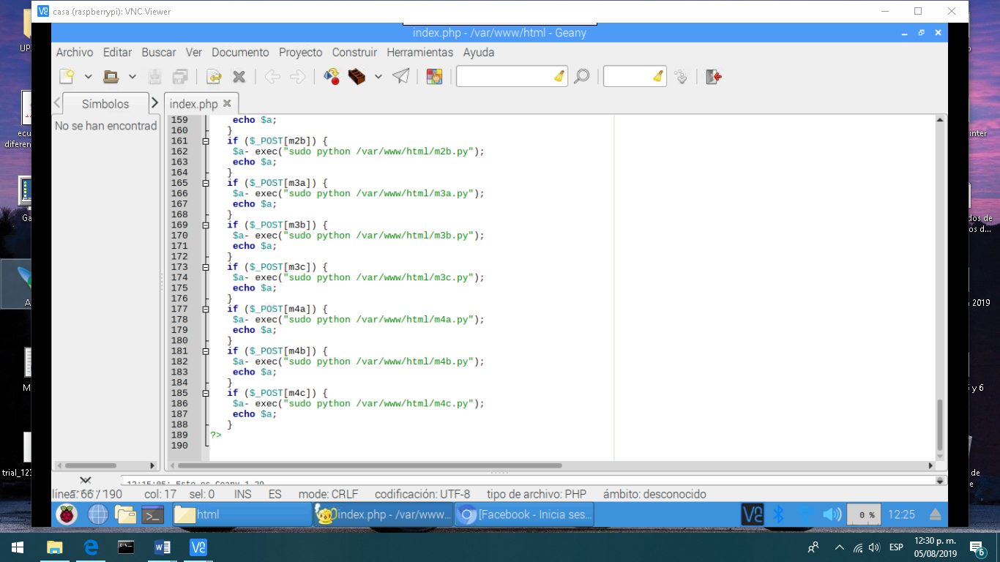 casa (raspberrypi): VNC Viewer
index.php - /var/www/html - Geany
Archivo Editar Buscar Ver Documento Proyecto Construir Herramientas Ayuda
Símbolos
index.php
No se han encontrad
159 echo $a;
160 }
161 if ($_POST[m2b]) {
162 $a- exec("sudo python /var/www/html/m2b.py");
163 echo $a;
164 }
165 if ($_POST[m3a]) {
166 $a- exec("sudo python /var/www/html/m3a.py");
167 echo $a;
168 }
169 if ($_POST[m3b]) {
170 $a- exec("sudo python /var/www/html/m3b.py");
171 echo $a;
172 }
173 if ($_POST[m3c]) {
174 $a- exec("sudo python /var/www/html/m3c.py");
175 echo $a;
176 }
177 if ($_POST[m4a]) {
178 $a- exec("sudo python /var/www/html/m4a.py");
179 echo $a;
180 }
181 if ($_POST[m4b]) {
182 $a- exec("sudo python /var/www/html/m4b.py");
183 echo $a;
184 }
185 if ($_POST[m4c]) {
186 $a- exec("sudo python /var/www/html/m4c.py");
187 echo $a;
188 }
189 ?>
190
12:15:05: Esto es Geany 1.29
línea: 66 / 190 col: 17 sel: 0 INS ES mode: CRLF codificación: UTF-8 tipo de archivo: PHP ámbito: desconocido
html
index.php - /var/www...
[Facebook - Inicia ses...
0 %
12:25
UP
ecu
diferen
Ga
A
M
trial_123
inter
dos de
os d...
2019
6 y 6
de
e
ESP
12:30 p. m.
05/08/2019
6